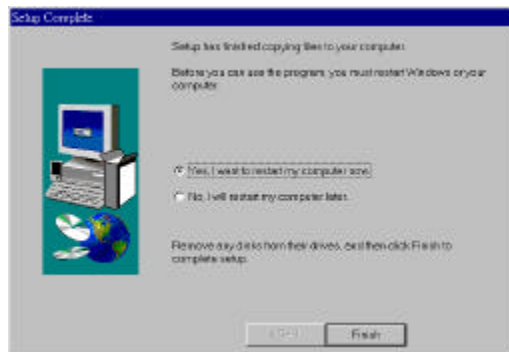 Setup Complete
Setup has finished copying files to your computer.
Before you can use the program, you must restart Windows or your
computer.
Yes, I want to restart my computer now.
No, I will restart my computer later.
Remove any disks from their drives, and then click Finish to
complete setup.
Finish